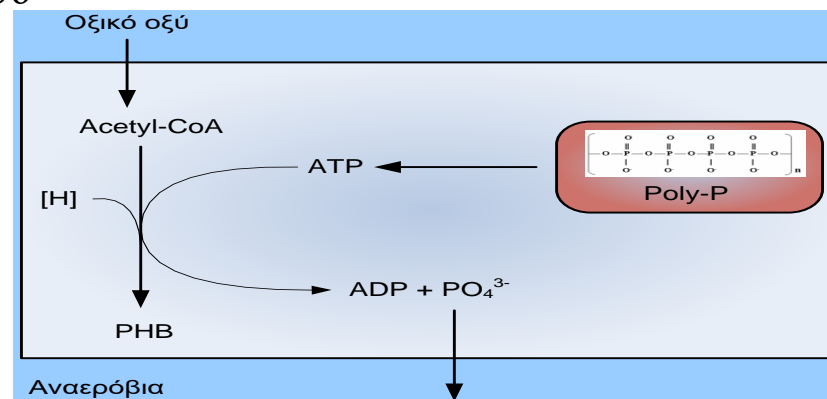 Οξικό οξύ
Acetyl-CoA
O O O O
O P O P O P O P O
O⁻ O⁻ O⁻ O⁻ n
ATP
Poly-P
[H]
ADP + PO₄³⁻
PHB
Αναερόβια